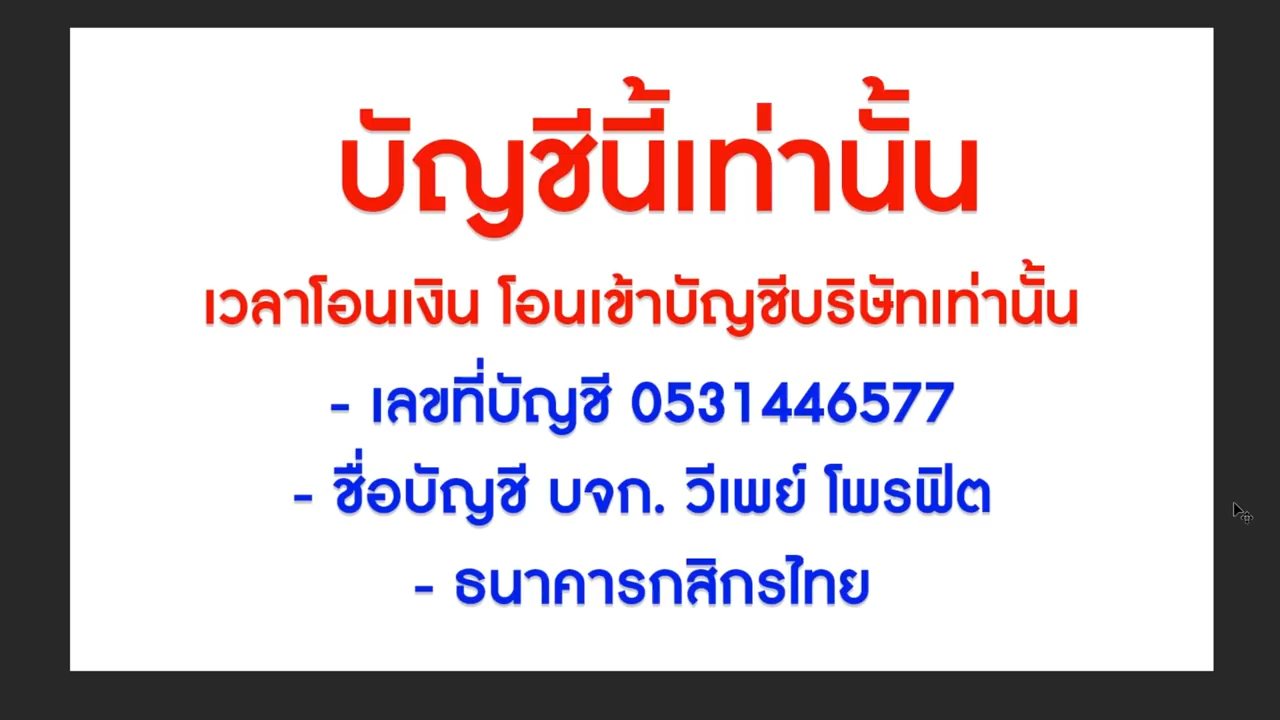 บัญชีนี้เท่านั้น
เวลาโอนเงิน โอนเข้าบัญชีบริษัทเท่านั้น
- เลขที่บัญชี 0531446577
- ชื่อบัญชี บจก. วีเพย์ โพรฟิต
- ธนาคารกสิกรไทย